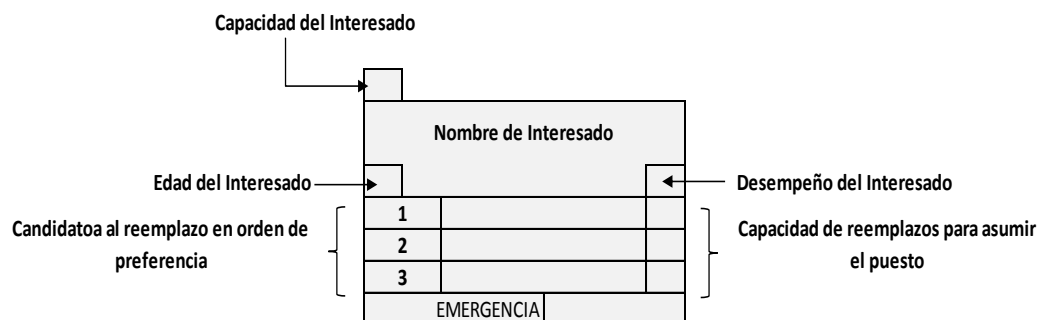 Capacidad del Interesado
Nombre de Interesado
Edad del Interesado
Desempeño del Interesado
Candidatoa al reemplazo en orden de
preferencia
1
2
3
Capacidad de reemplazos para asumir
el puesto
EMERGENCIA